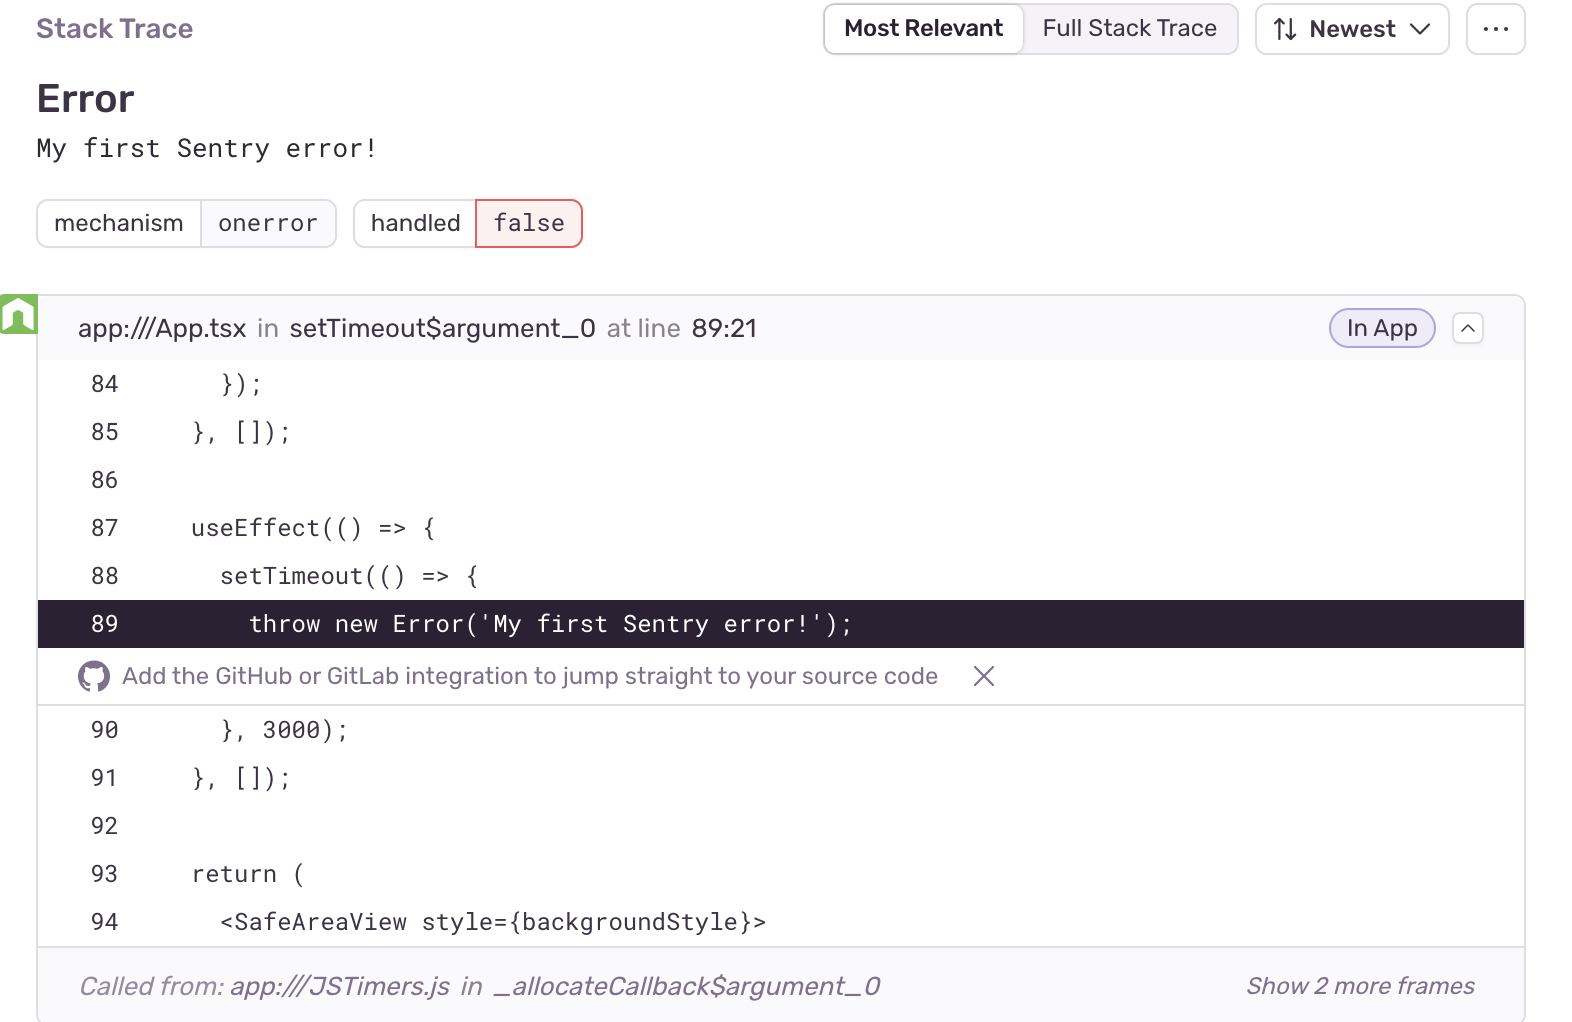 Stack Trace
Most Relevant
Full Stack Trace
Newest
Error
My first Sentry error!
mechanism onerror handled false
app:///App.tsx in setTimeout$argument_0 at line 89:21
In App
84 });
85 }, []);
86
87 useEffect(() => {
88 setTimeout(() => {
89 throw new Error('My first Sentry error!');
Add the GitHub or GitLab integration to jump straight to your source code
90 }, 3000);
91 }, []);
92
93 return (
94 <SafeAreaView style={backgroundStyle}>
Called from: app:///JSTimers.js in _allocateCallback$argument_0
Show 2 more frames